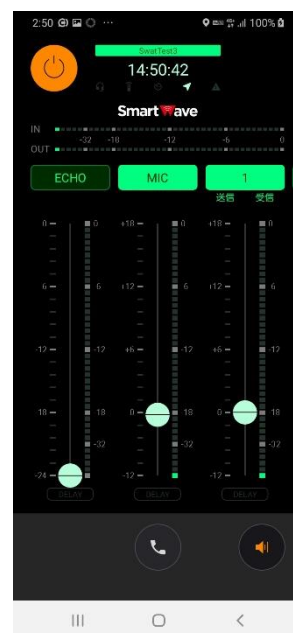 2:50 ··· 100%
SwatTest3
14:50:42
SmartWave
IN
-32 -18 -12 -6 0
OUT
ECHO MIC 1
送信 受信
0 0 +18 0 +18 0
6 6 +12 6 +12 6
-12 -12 +6 -12 +6 -12
18 18 0 18 0 18
-32 -32 -32
-24 -12 -12
DELAY DELAY DELAY